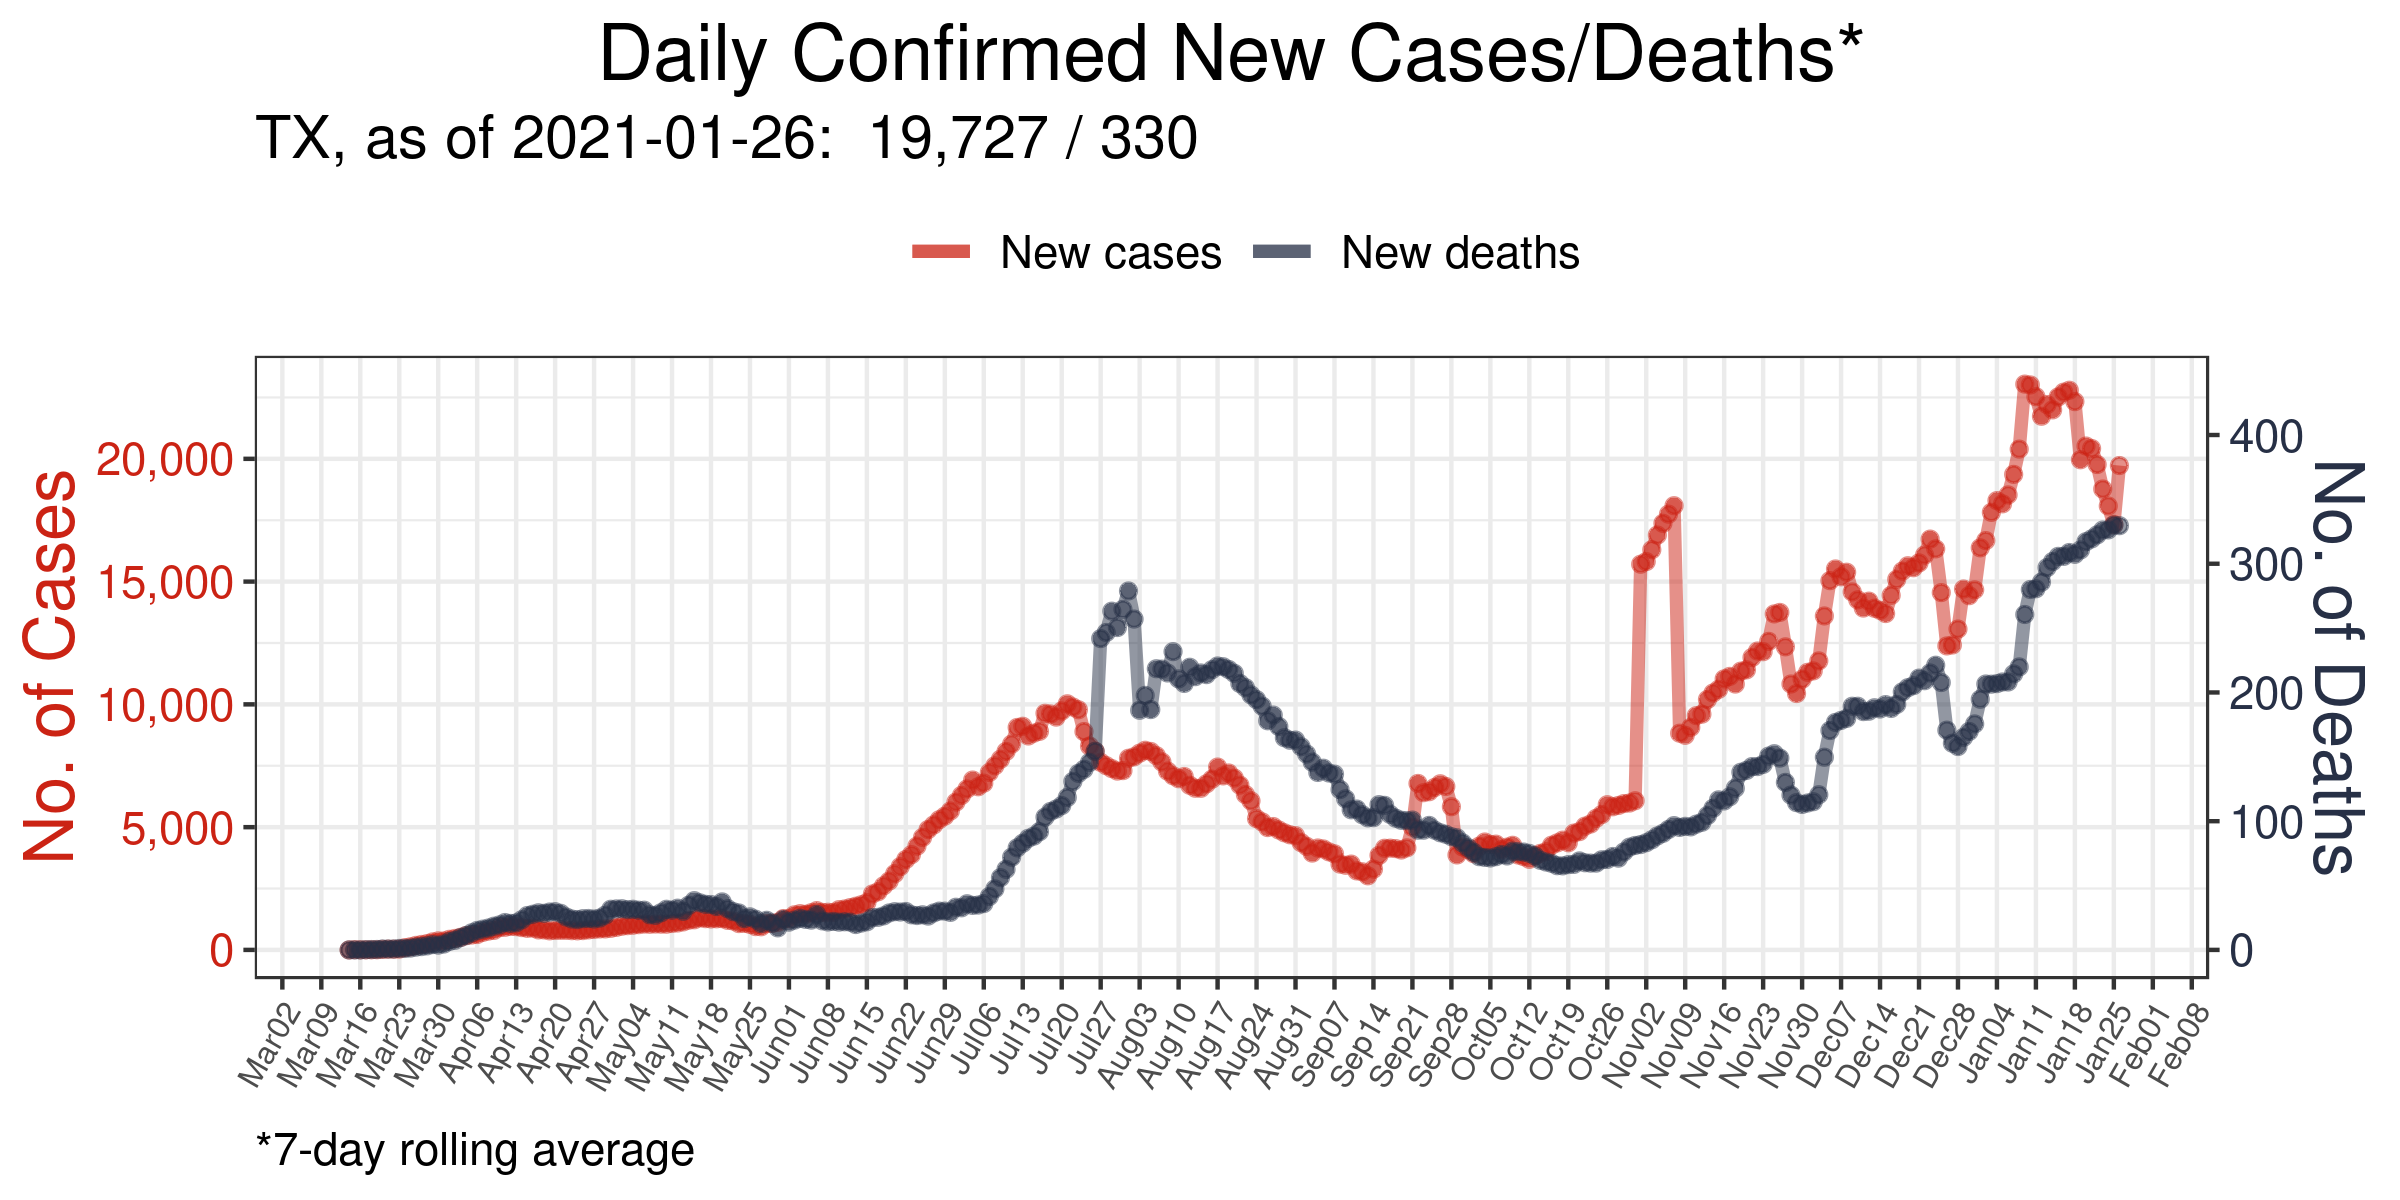 Daily Confirmed New Cases/Deaths*
TX, as of 2021-01-26:  19,727 / 330
New cases
New deaths
No. of Cases
20,000
15,000
10,000
5,000
0
400
300
200
100
0
No. of Deaths
Mar02
Mar09
Mar16
Mar23
Mar30
Apr06
Apr13
Apr20
Apr27
May04
May11
May18
May25
Jun01
Jun08
Jun15
Jun22
Jun29
Jul06
Jul13
Jul20
Jul27
Aug03
Aug10
Aug17
Aug24
Aug31
Sep07
Sep14
Sep21
Sep28
Oct05
Oct12
Oct19
Oct26
Nov02
Nov09
Nov16
Nov23
Nov30
Dec07
Dec14
Dec21
Dec28
Jan04
Jan11
Jan18
Jan25
Feb01
Feb08
*7-day rolling average